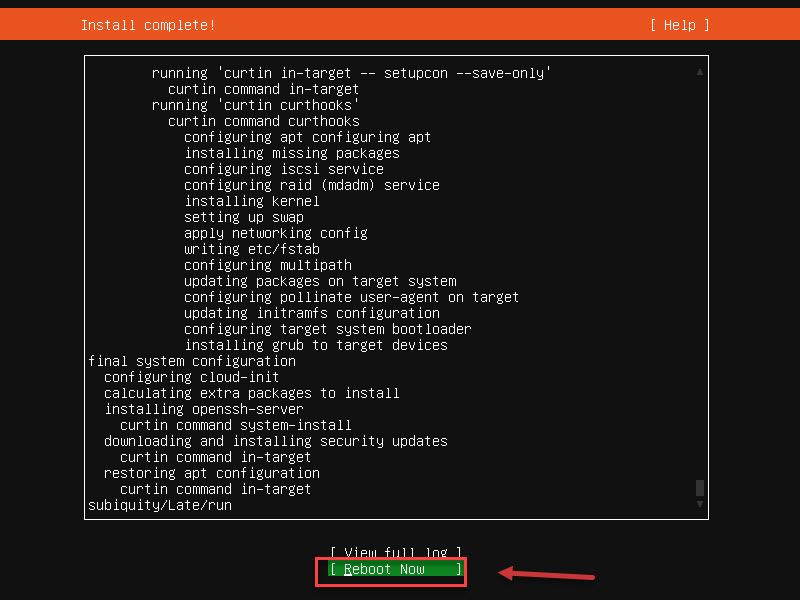 Install complete! [ Help ]
running 'curtin in-target -- setupcon --save-only'
curtin command in-target
running 'curtin curthooks'
curtin command curthooks
configuring apt configuring apt
installing missing packages
configuring iscsi service
configuring raid (mdadm) service
installing kernel
setting up swap
apply networking config
writing etc/fstab
configuring multipath
updating packages on target system
configuring pollinate user-agent on target
updating initramfs configuration
configuring target system bootloader
installing grub to target devices
final system configuration
configuring cloud-init
calculating extra packages to install
installing openssh-server
curtin command system-install
downloading and installing security updates
curtin command in-target
restoring apt configuration
curtin command in-target
subiquity/Late/run
[ View full log ]
[ Reboot Now ]